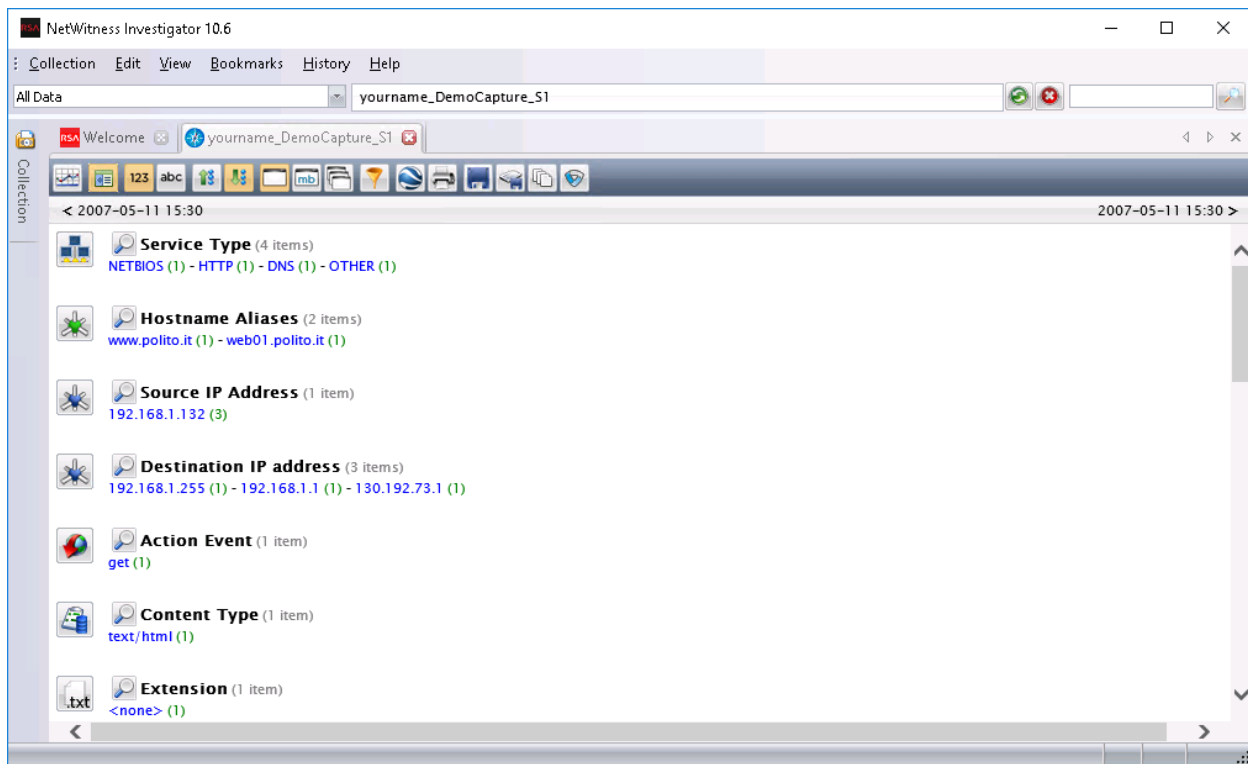 RSA NetWitness Investigator 10.6
Collection Edit View Bookmarks History Help
All Data yourname_DemoCapture_S1
RSA Welcome yourname_DemoCapture_S1
Collection
123 abc mb
< 2007-05-11 15:30 2007-05-11 15:30 >
Service Type (4 items)
NETBIOS (1) - HTTP (1) - DNS (1) - OTHER (1)
Hostname Aliases (2 items)
www.polito.it (1) - web01.polito.it (1)
Source IP Address (1 item)
192.168.1.132 (3)
Destination IP address (3 items)
192.168.1.255 (1) - 192.168.1.1 (1) - 130.192.73.1 (1)
Action Event (1 item)
get (1)
Content Type (1 item)
text/html (1)
.txt Extension (1 item)
<none> (1)